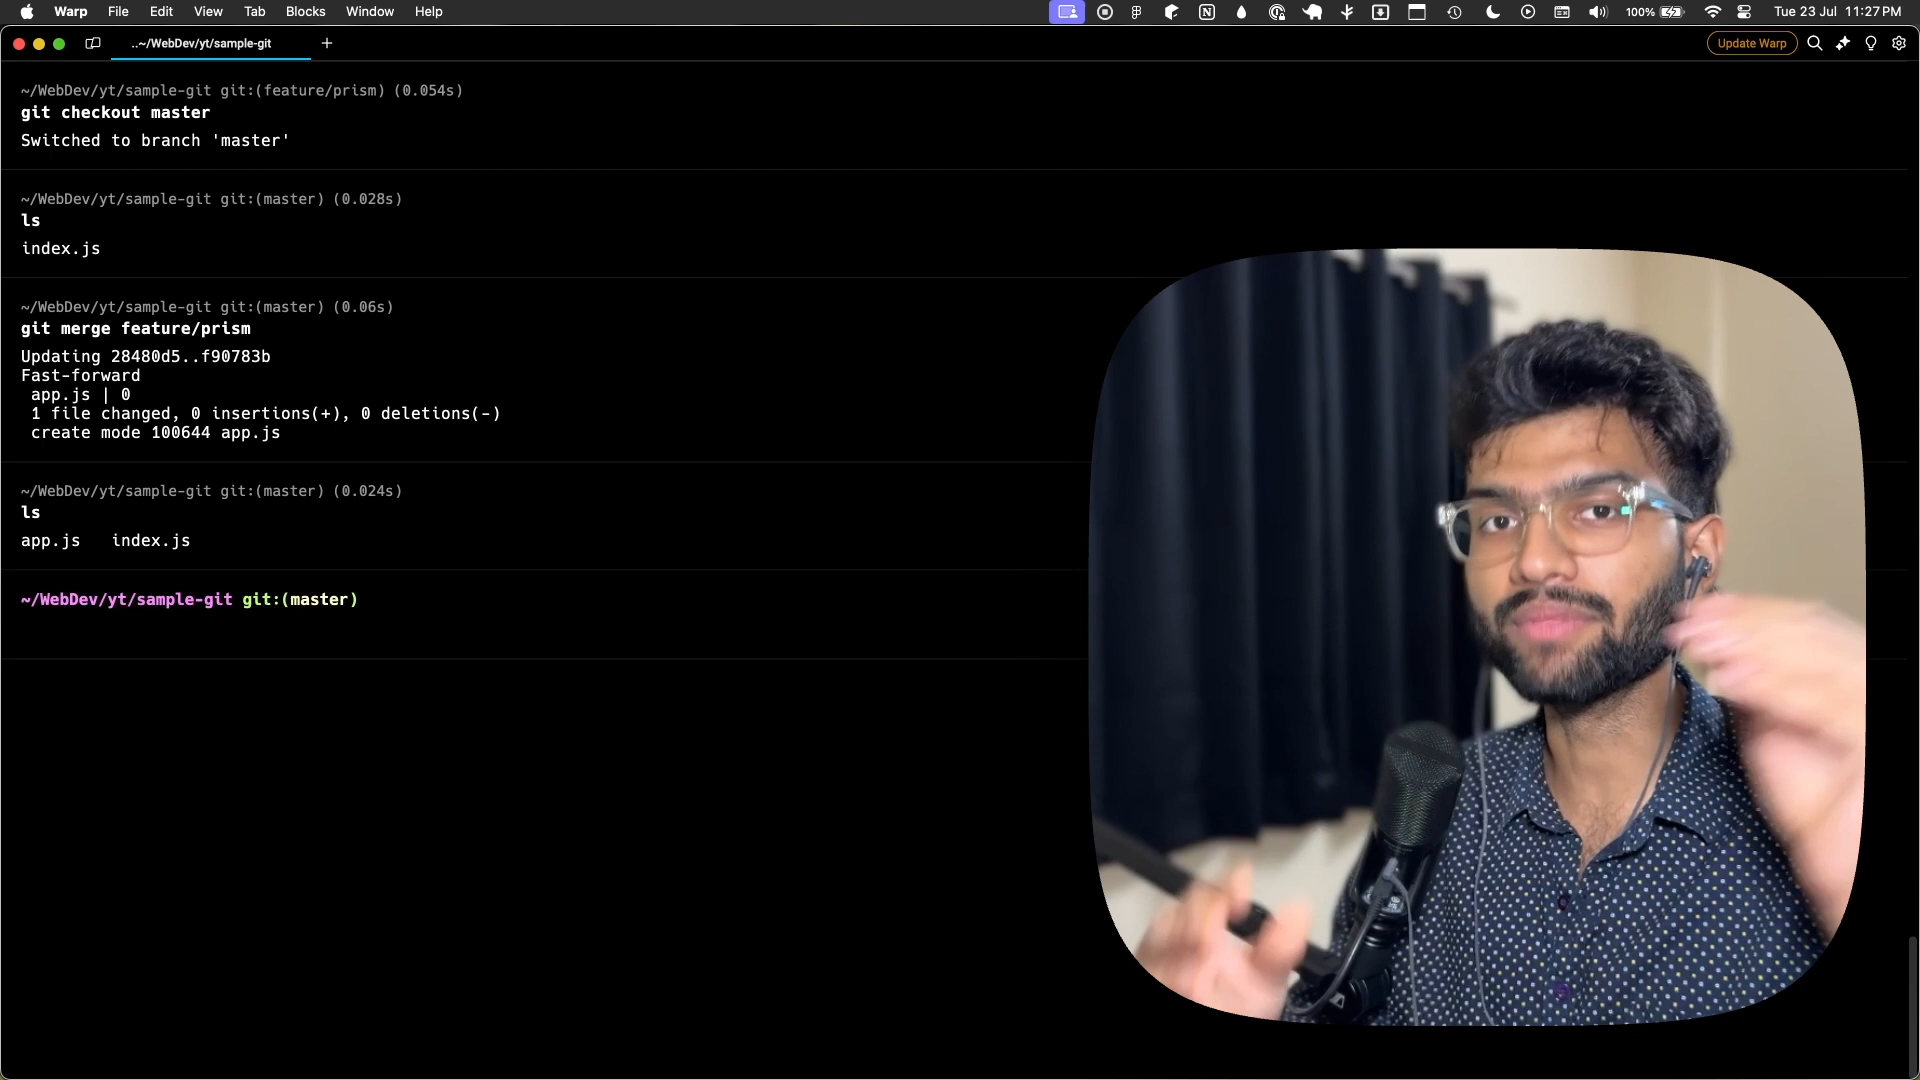 Warp File Edit View Tab Blocks Window Help 100% Tue 23 Jul 11:27 PM
..~/WebDev/yt/sample-git + Update Warp
~/WebDev/yt/sample-git git:(feature/prism) (0.054s)
git checkout master
Switched to branch 'master'
~/WebDev/yt/sample-git git:(master) (0.028s)
ls
index.js
~/WebDev/yt/sample-git git:(master) (0.06s)
git merge feature/prism
Updating 28480d5..f90783b
Fast-forward
app.js | 0
1 file changed, 0 insertions(+), 0 deletions(-)
create mode 100644 app.js
~/WebDev/yt/sample-git git:(master) (0.024s)
ls
app.js index.js
~/WebDev/yt/sample-git git:(master)